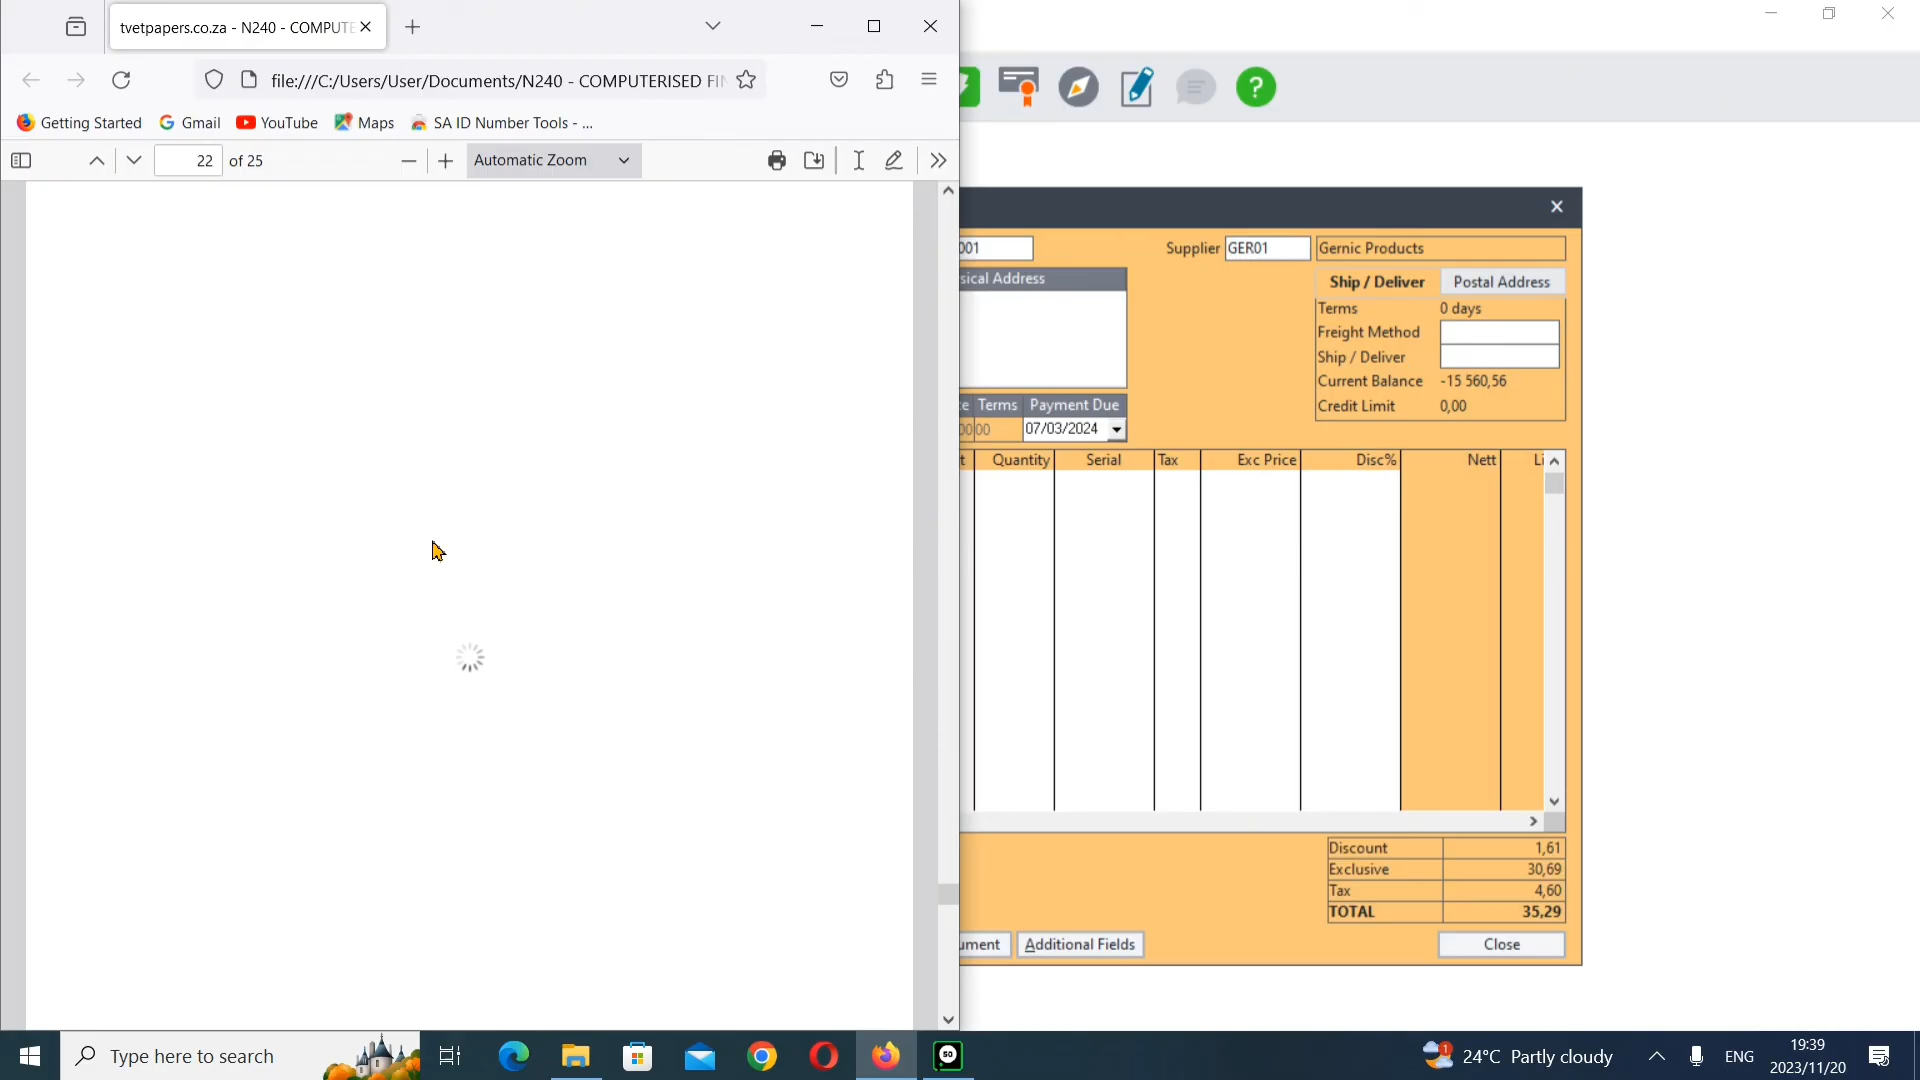 tvetpapers.co.za - N240 - COMPUTE
file:///C:/Users/User/Documents/N240 - COMPUTERISED FIN
Getting Started
Gmail
YouTube
Maps
SA ID Number Tools - ...
22 of 25
Automatic Zoom
001
Supplier GER01 Gernic Products
sical Address
Ship / Deliver Postal Address
Terms 0 days
Freight Method
Ship / Deliver
Current Balance -15 560,56
Credit Limit 0,00
Terms Payment Due
07/03/2024
Quantity Serial Tax Exc Price Disc% Nett
Discount 1,61
Exclusive 30,69
Tax 4,60
TOTAL 35,29
ument Additional Fields Close
Type here to search
24°C Partly cloudy
ENG
19:39
2023/11/20